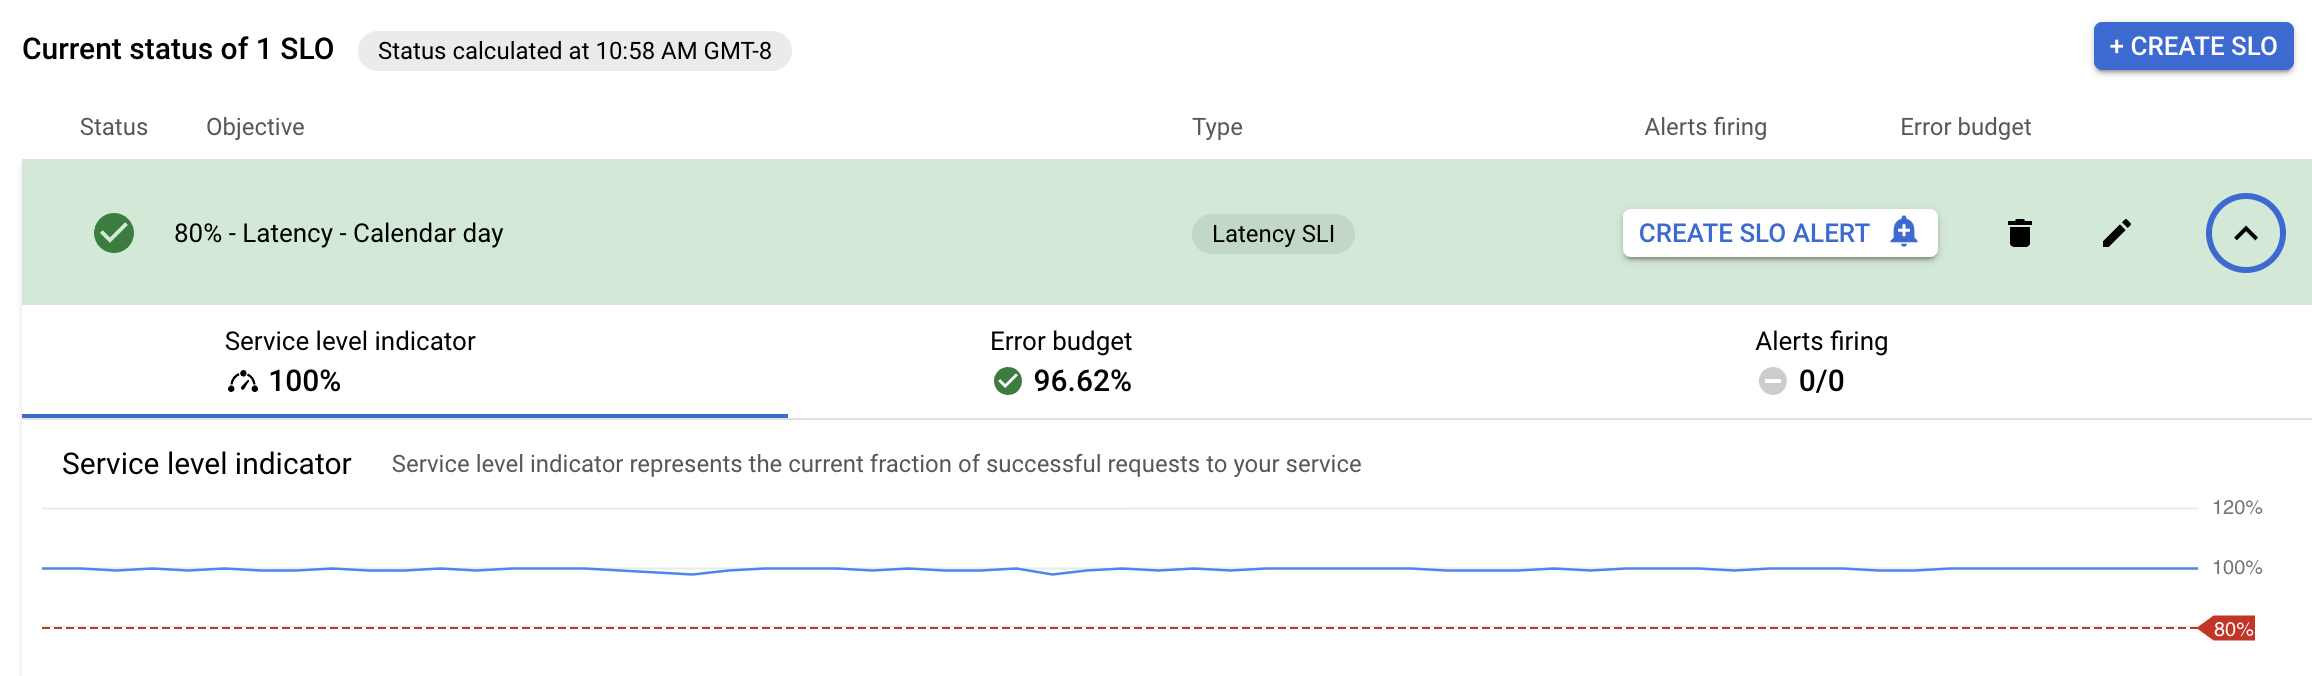 Current status of 1 SLO Status calculated at 10:58 AM GMT-8 + CREATE SLO
Status Objective Type Alerts firing Error budget
80% - Latency - Calendar day Latency SLI CREATE SLO ALERT
Service level indicator Error budget Alerts firing
100% 96.62% 0/0
Service level indicator Service level indicator represents the current fraction of successful requests to your service
120%
100%
80%